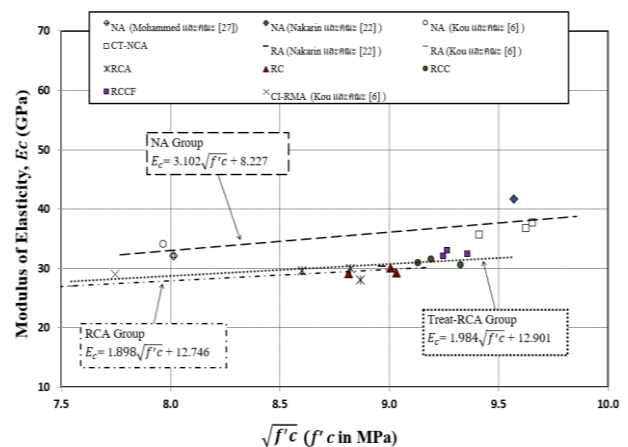 NA (Mohammed และคณะ [27]) NA (Nakarin และคณะ [22] ) NA (Kou และคณะ [6] )
CT-NCA RA (Nakarin และคณะ [22] ) RA (Kou และคณะ [6] )
RCA RC RCC
RCCF CI-RMA (Kou และคณะ [6] )
Modulus of Elasticity, Ec (GPa)
70
60
50
40
30
20
10
NA Group
E_c= 3.102√f'c + 8.227
RCA Group
E_c= 1.898√f'c + 12.746
Treat-RCA Group
E_c= 1.984√f'c + 12.901
7.5 8.0 8.5 9.0 9.5 10.0
√f'c (f'c in MPa)